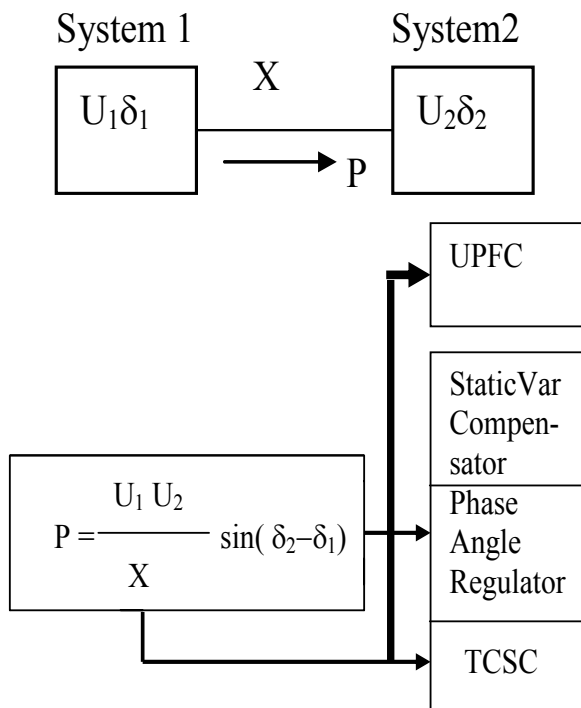 System 1 System2
X
U₁δ₁ U₂δ₂
P
UPFC
StaticVar
Compen-
sator
U₁ U₂
P = sin( δ₂–δ₁)
X
Phase
Angle
Regulator
TCSC